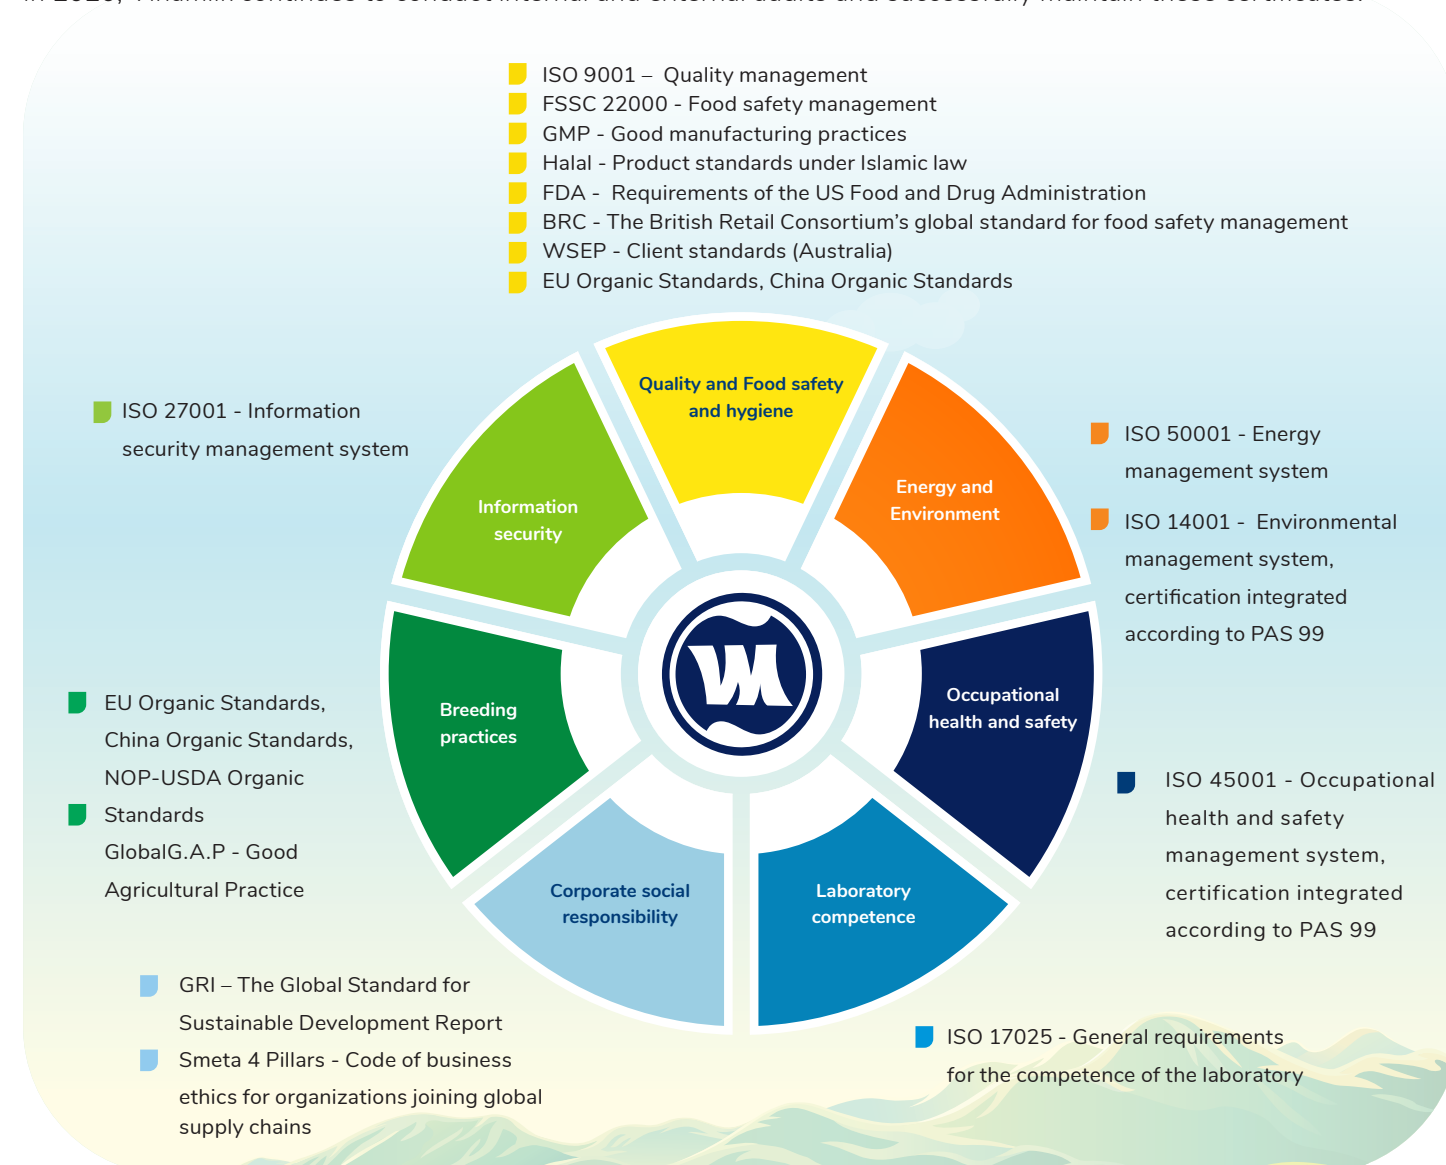 ISO 9001 – Quality management
FSSC 22000 - Food safety management
GMP - Good manufacturing practices
Halal - Product standards under Islamic law
FDA - Requirements of the US Food and Drug Administration
BRC - The British Retail Consortium’s global standard for food safety management
WSEP - Client standards (Australia)
EU Organic Standards, China Organic Standards
Quality and Food safety
and hygiene
ISO 27001 - Information
security management system
Information
security
Energy and
Environment
ISO 50001 - Energy
management system
ISO 14001 - Environmental
management system,
certification integrated
according to PAS 99
Breeding
practices
EU Organic Standards,
China Organic Standards,
NOP-USDA Organic
Standards
GlobalG.A.P - Good
Agricultural Practice
Occupational
health and safety
ISO 45001 - Occupational
health and safety
management system,
certification integrated
according to PAS 99
Corporate social
responsibility
Laboratory
competence
GRI – The Global Standard for
Sustainable Development Report
Smeta 4 Pillars - Code of business
ethics for organizations joining global
supply chains
ISO 17025 - General requirements
for the competence of the laboratory